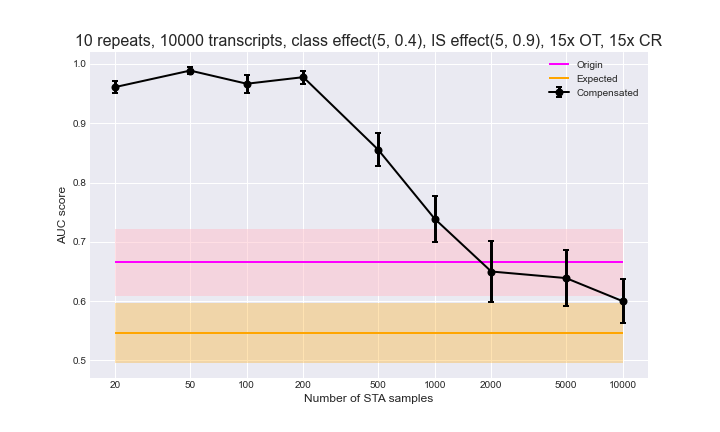 10 repeats, 10000 transcripts, class effect(5, 0.4), IS effect(5, 0.9), 15x OT, 15x CR
Origin
Expected
Compensated
1.0
0.9
0.8
0.7
0.6
0.5
AUC score
20 50 100 200 500 1000 2000 5000 10000
Number of STA samples